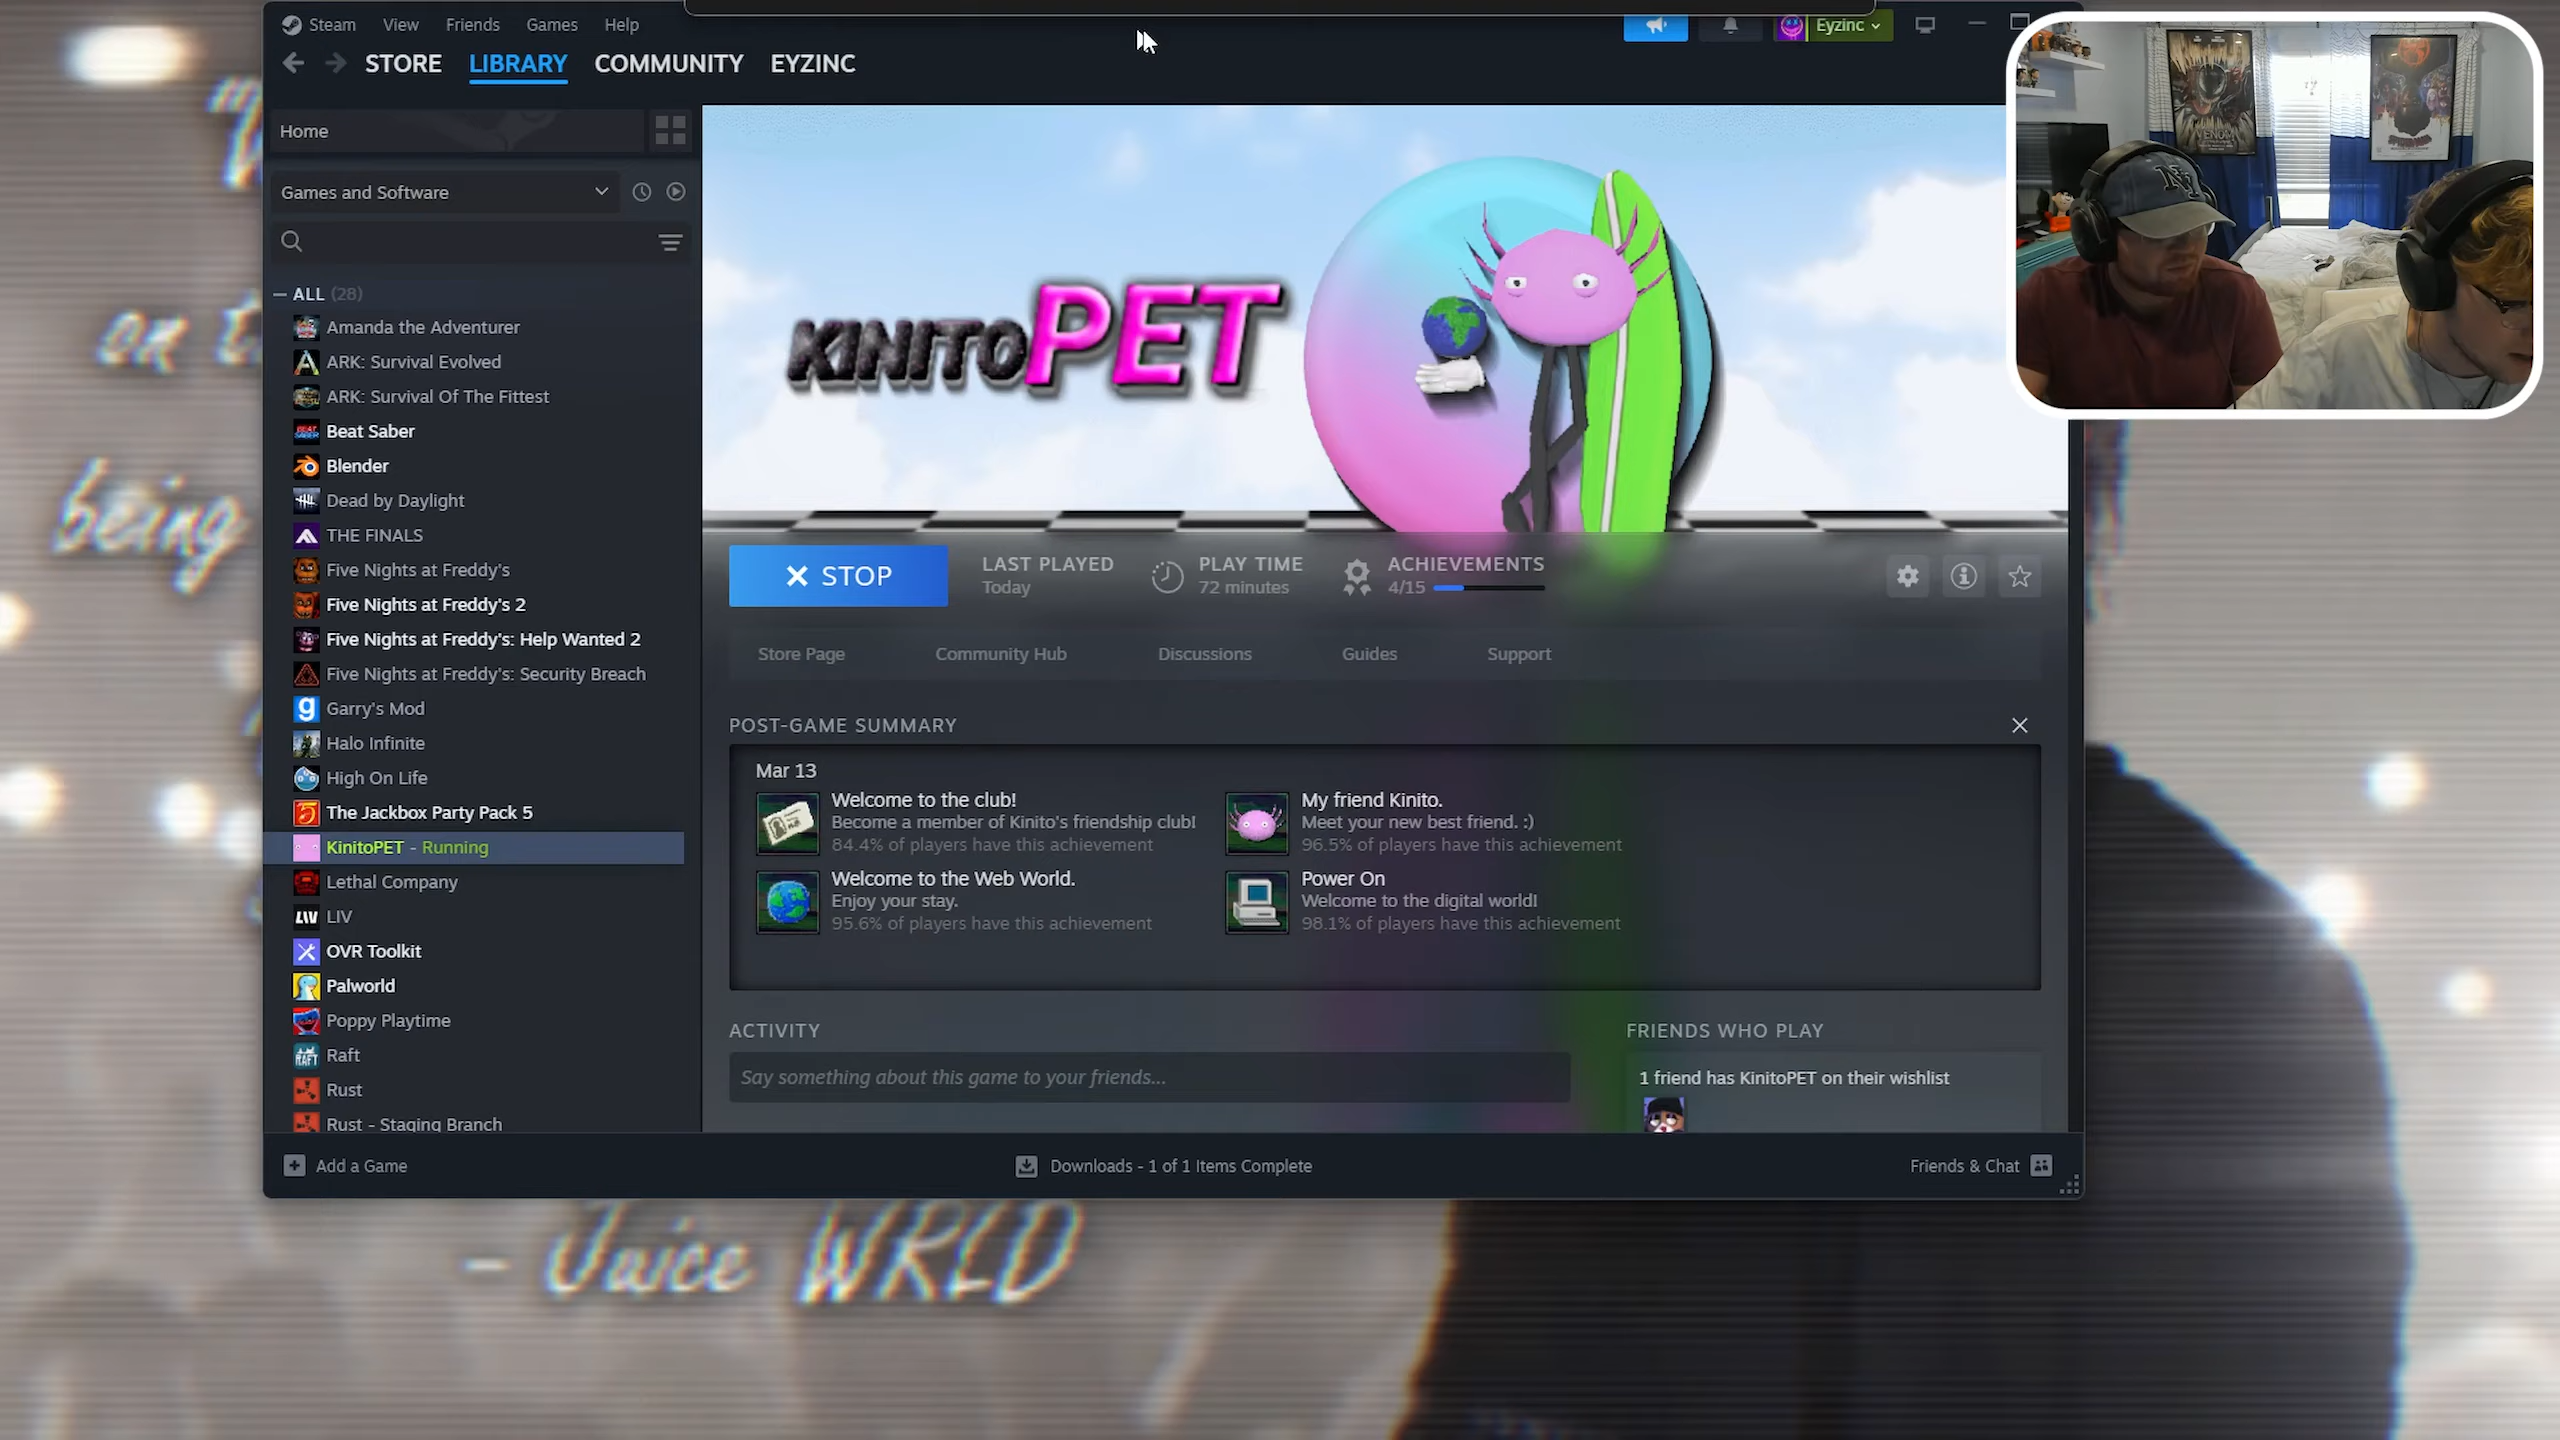 Steam View Friends Games Help
Eyzinc
STORE LIBRARY COMMUNITY EYZINC
Home
Games and Software
ALL (28)
Amanda the Adventurer
ARK: Survival Evolved
ARK: Survival Of The Fittest
Beat Saber
Blender
Dead by Daylight
THE FINALS
Five Nights at Freddy's
Five Nights at Freddy's 2
Five Nights at Freddy's: Help Wanted 2
Five Nights at Freddy's: Security Breach
Garry's Mod
Halo Infinite
High On Life
The Jackbox Party Pack 5
KinitoPET - Running
Lethal Company
LIV
OVR Toolkit
Palworld
Poppy Playtime
Raft
Rust
Rust - Staging Branch
KINITOPET
STOP
LAST PLAYED
Today
PLAY TIME
72 minutes
ACHIEVEMENTS
4/15
Store Page Community Hub Discussions Guides Support
POST-GAME SUMMARY
Mar 13
Welcome to the club!
Become a member of Kinito's friendship club!
84.4% of players have this achievement
My friend Kinito.
Meet your new best friend. :)
96.5% of players have this achievement
Welcome to the Web World.
Enjoy your stay.
95.6% of players have this achievement
Power On
Welcome to the digital world!
98.1% of players have this achievement
ACTIVITY
Say something about this game to your friends...
FRIENDS WHO PLAY
1 friend has KinitoPET on their wishlist
Add a Game
Downloads - 1 of 1 Items Complete
Friends & Chat
VENOM
NY
on t
being
- Juice WRLD